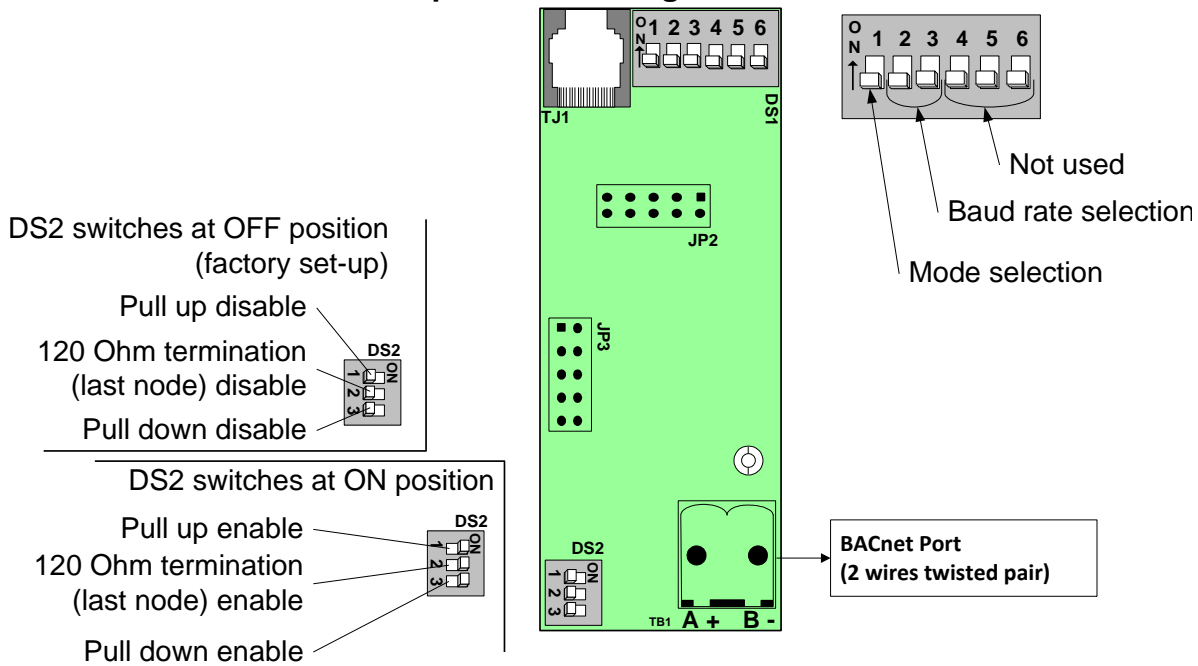 O
N
1 2 3 4 5 6
TJ1
DS1
O
N
1 2 3 4 5 6
Not used
Baud rate selection
Mode selection
JP2
DS2 switches at OFF position
(factory set-up)
Pull up disable
120 Ohm termination
(last node) disable
Pull down disable
DS2
ON
1
2
3
JP3
DS2 switches at ON position
Pull up enable
120 Ohm termination
(last node) enable
Pull down enable
DS2
ON
1
2
3
DS2
ON
1
2
3
TB1 A + B -
BACnet Port
(2 wires twisted pair)